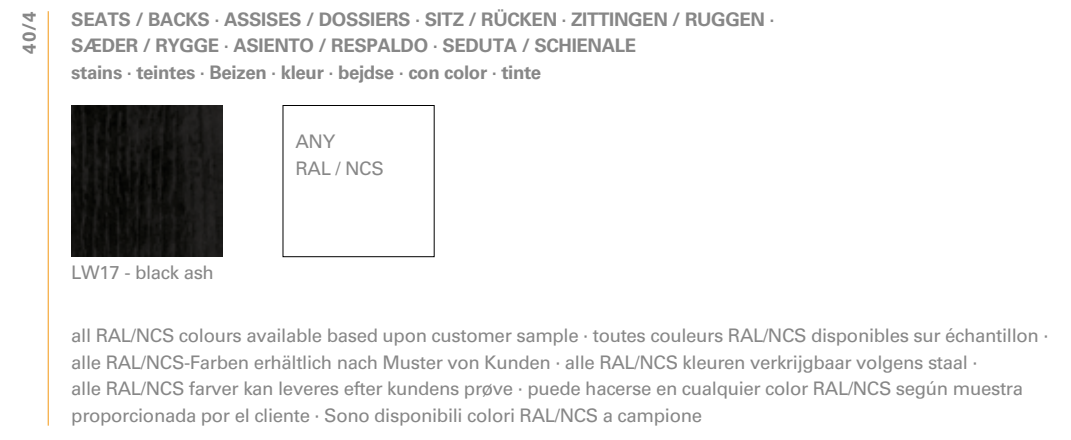 40/4
SEATS / BACKS · ASSISES / DOSSIERS · SITZ / RÜCKEN · ZITTINGEN / RUGGEN ·
SÆDER / RYGGE · ASIENTO / RESPALDO · SEDUTA / SCHIENALE
stains · teintes · Beizen · kleur · bejdse · con color · tinte
ANY
RAL / NCS
LW17 - black ash
all RAL/NCS colours available based upon customer sample · toutes couleurs RAL/NCS disponibles sur échantillon ·
alle RAL/NCS-Farben erhältlich nach Muster von Kunden · alle RAL/NCS kleuren verkrijgbaar volgens staal ·
alle RAL/NCS farver kan leveres efter kundens prøve · puede hacerse en cualquier color RAL/NCS según muestra
proporcionada por el cliente · Sono disponibili colori RAL/NCS a campione